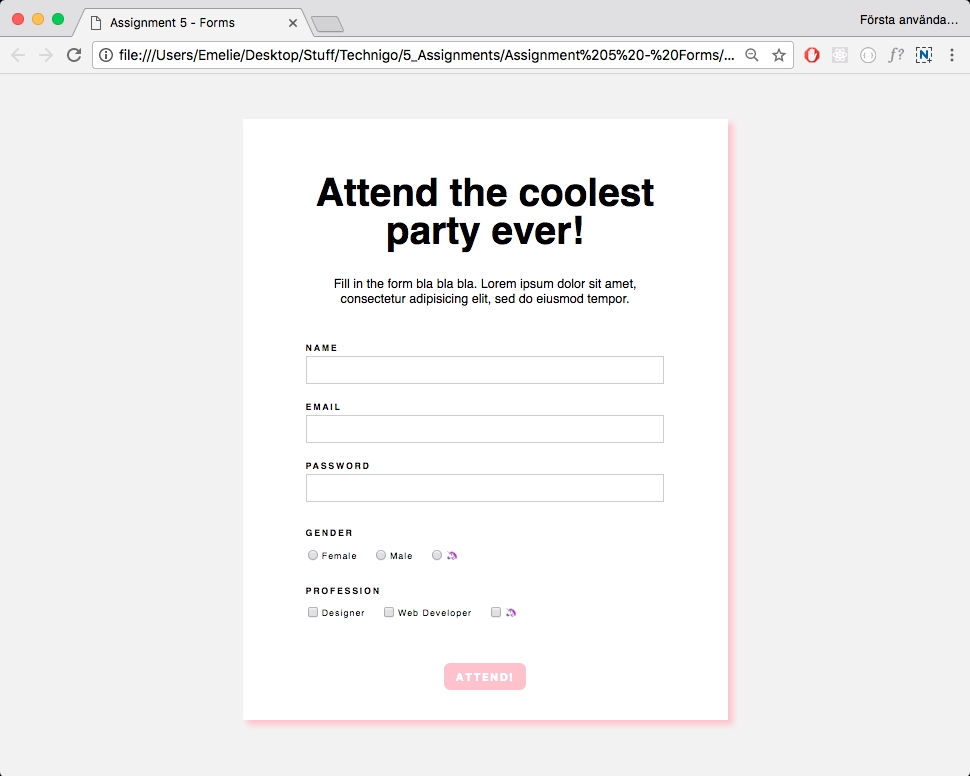 Assignment 5 - Forms
Första använda...
file:///Users/Emelie/Desktop/Stuff/Technigo/5_Assignments/Assignment%205%20-%20Forms/...
f?
N
Attend the coolest
party ever!
Fill in the form bla bla bla. Lorem ipsum dolor sit amet,
consectetur adipisicing elit, sed do eiusmod tempor.
NAME
EMAIL
PASSWORD
GENDER
Female Male
PROFESSION
Designer Web Developer
ATTEND!